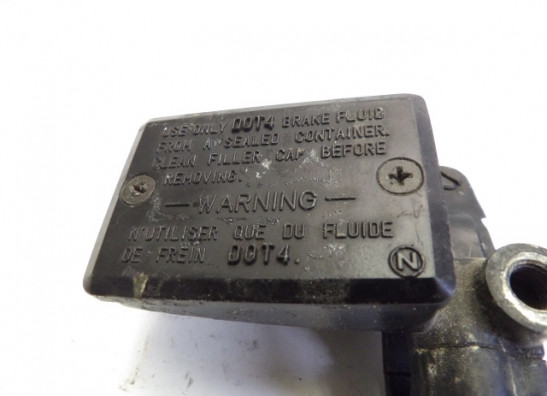 USE ONLY DOT4 BRAKE FLUID
FROM A SEALED CONTAINER.
CLEAN FILLER CAP BEFORE
REMOVING.
— WARNING —
N'UTILISER QUE DU FLUIDE
DE FREIN DOT4.
N